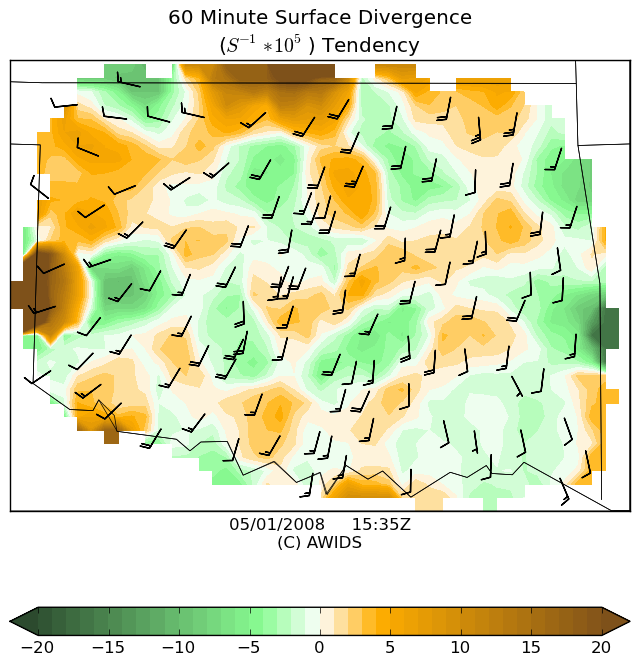 60 Minute Surface Divergence
(S⁻¹ * 10⁵ ) Tendency
05/01/2008 15:35Z
(C) AWIDS
−20 −15 −10 −5 0 5 10 15 20